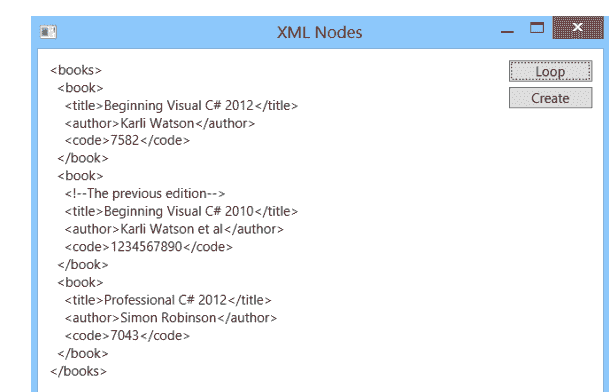 XML Nodes
<books>
<book>
<title>Beginning Visual C# 2012</title>
<author>Karli Watson</author>
<code>7582</code>
</book>
<book>
<!--The previous edition-->
<title>Beginning Visual C# 2010</title>
<author>Karli Watson et al</author>
<code>1234567890</code>
</book>
<book>
<title>Professional C# 2012</title>
<author>Simon Robinson</author>
<code>7043</code>
</book>
</books>
Loop
Create